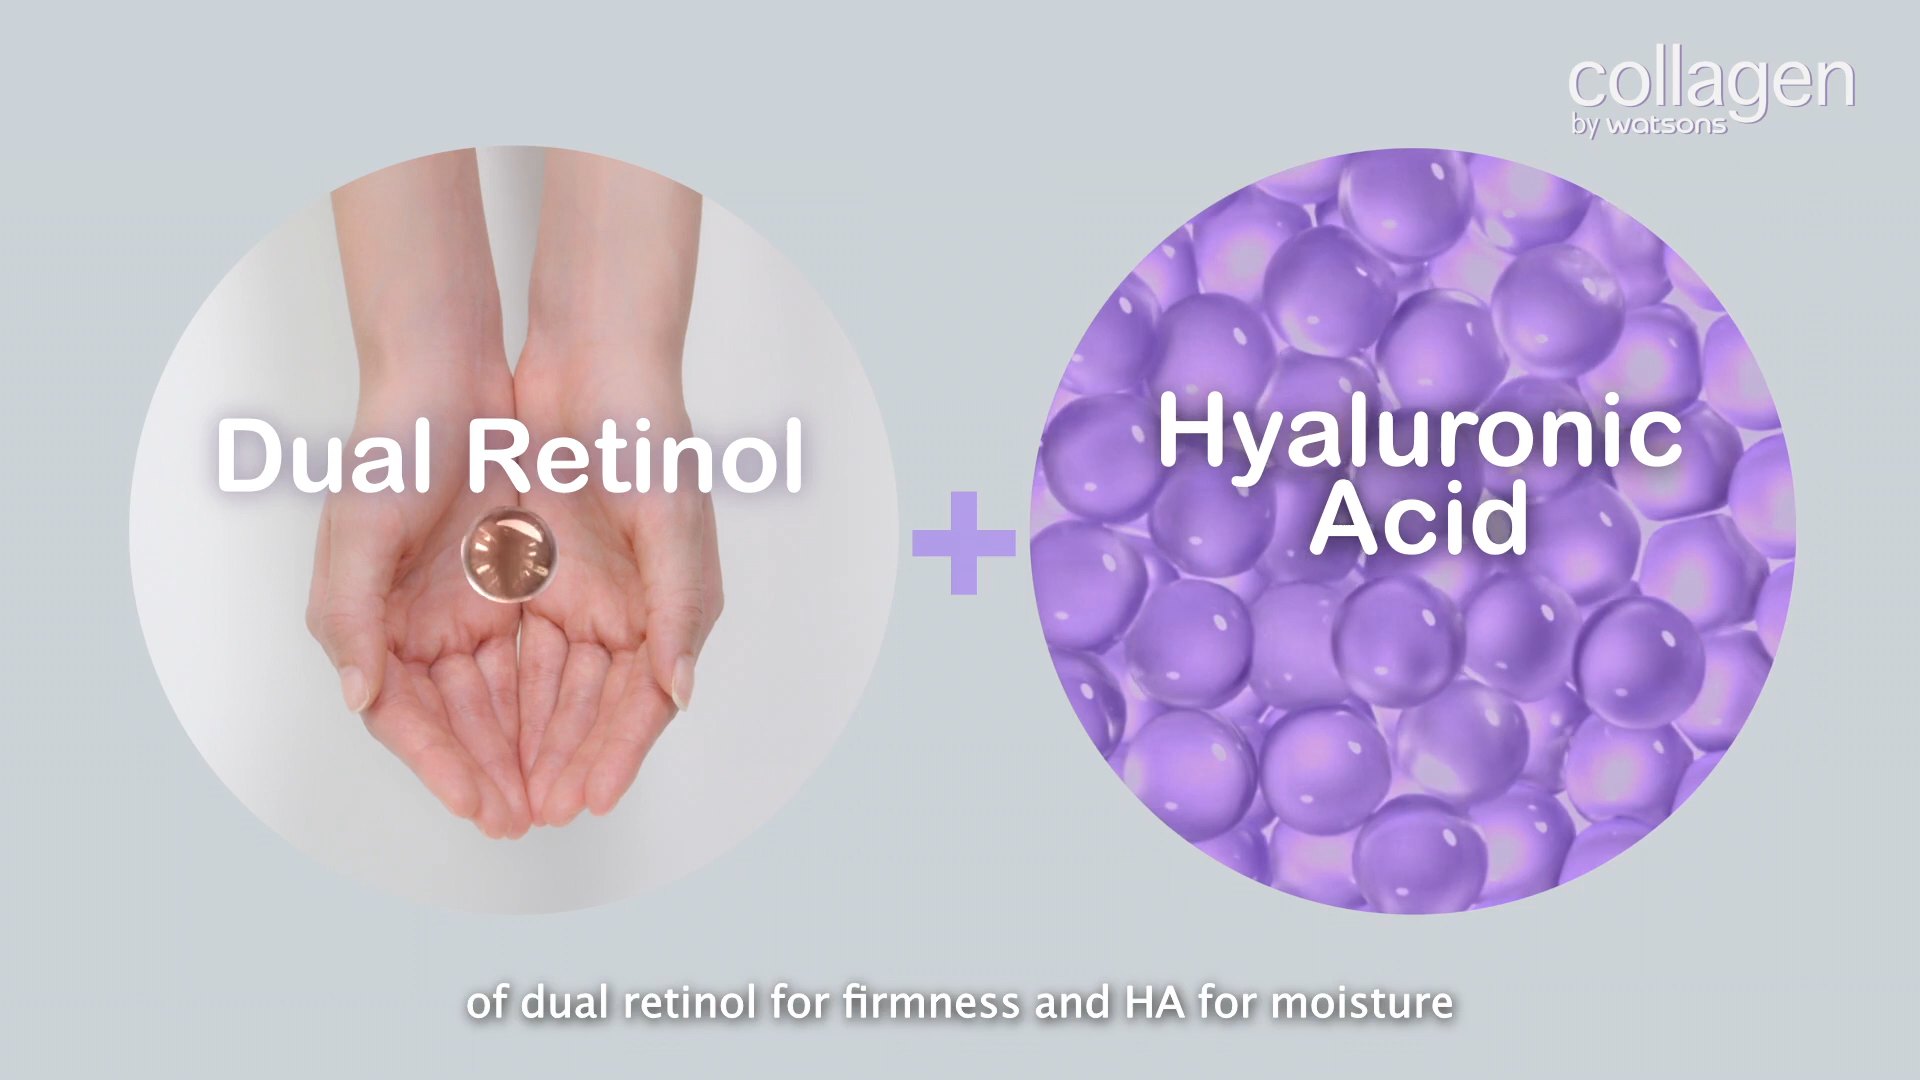 collagen
by watsons
Dual Retinol
Hyaluronic
Acid
of dual retinol for firmness and HA for moisture